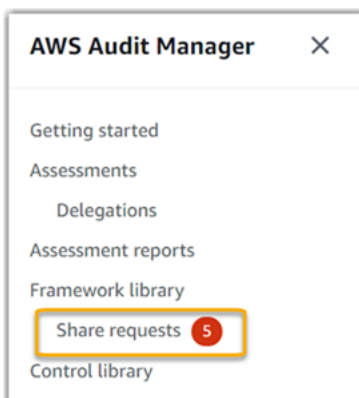 AWS Audit Manager
Getting started
Assessments
Delegations
Assessment reports
Framework library
Share requests 5
Control library